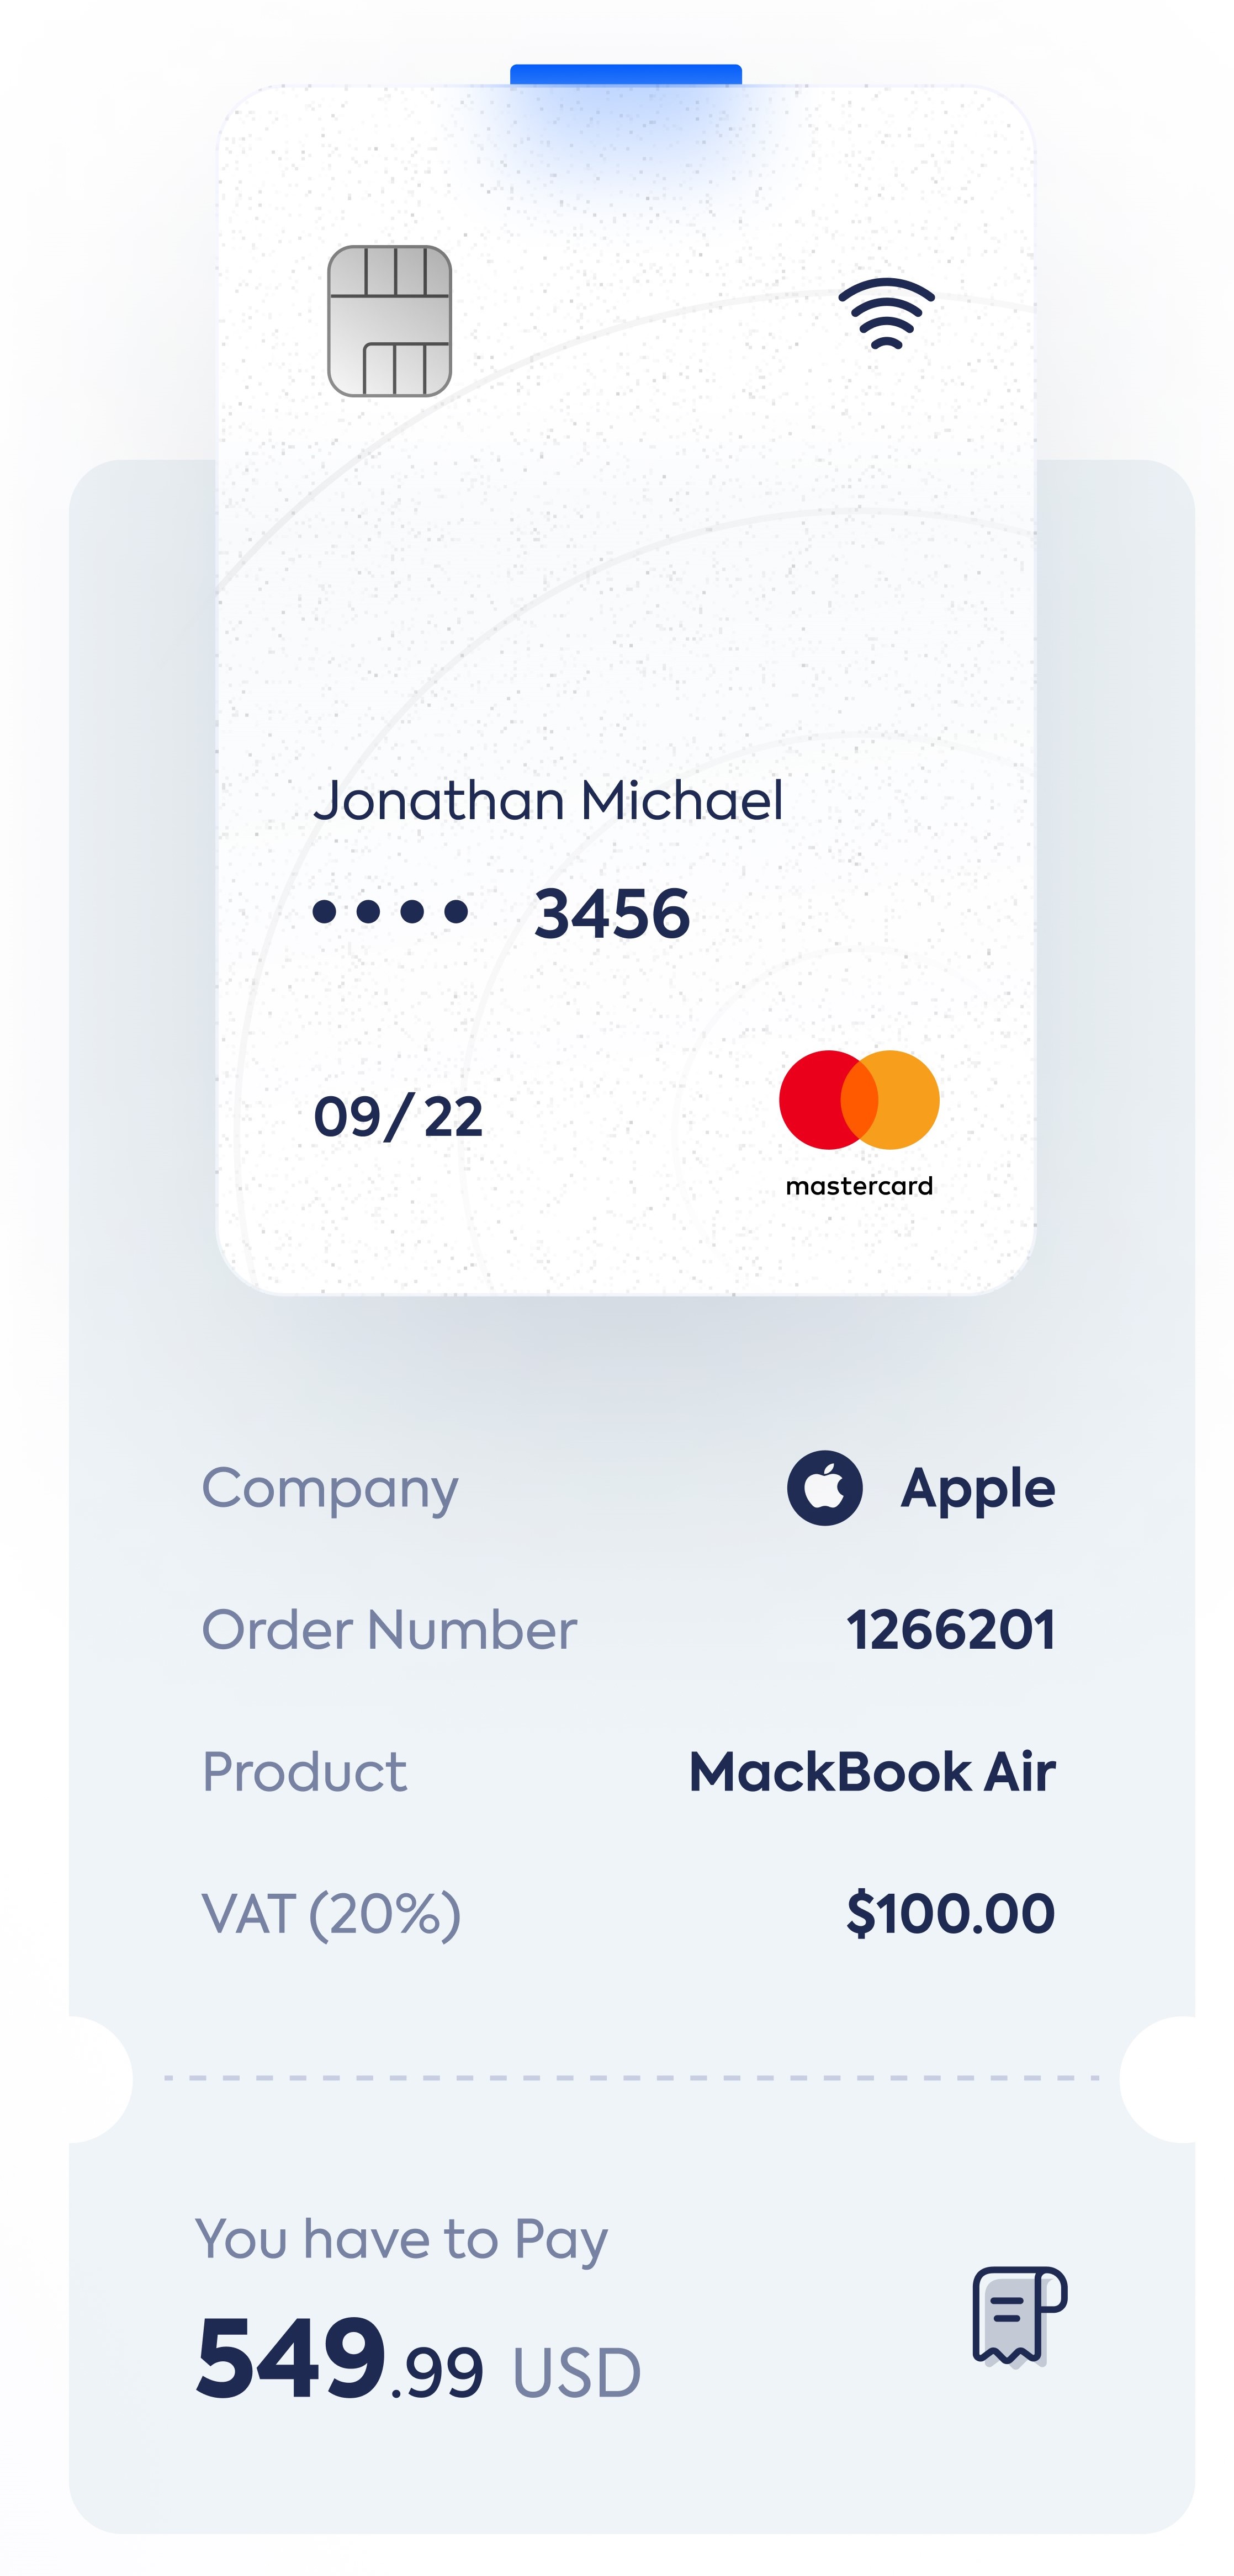 Jonathan Michael
•••• 3456
09/22
mastercard
Company Apple
Order Number 1266201
Product MackBook Air
VAT (20%) $100.00
You have to Pay
549.99 USD